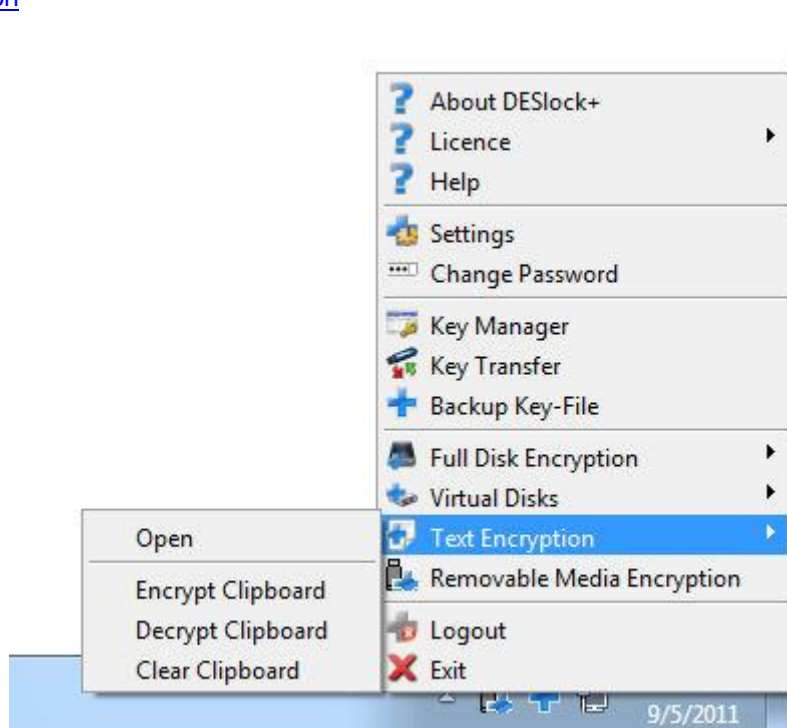 on
About DESlock+
Licence
Help
Settings
Change Password
Key Manager
Key Transfer
Backup Key-File
Full Disk Encryption
Virtual Disks
Text Encryption
Removable Media Encryption
Logout
Exit
Open
Encrypt Clipboard
Decrypt Clipboard
Clear Clipboard
9/5/2011